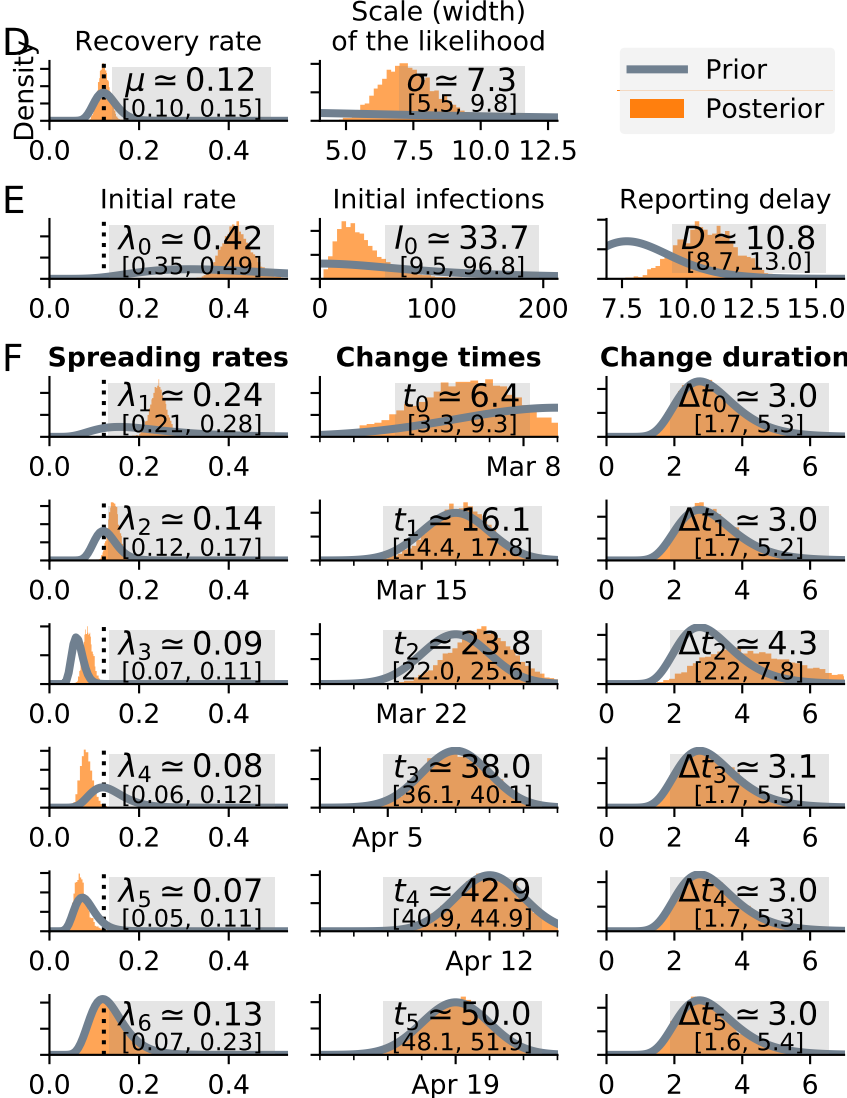 D
Recovery rate
Scale (width)
of the likelihood
Density
μ ≃ 0.12
[0.10, 0.15]
σ ≃ 7.3
[5.5, 9.8]
Prior
Posterior
0.0 0.2 0.4
5.0 7.5 10.0 12.5
E
Initial rate
Initial infections
Reporting delay
λ0 ≃ 0.42
[0.35, 0.49]
I0 ≃ 33.7
[9.5, 96.8]
D ≃ 10.8
[8.7, 13.0]
0.0 0.2 0.4
0 100 200
7.5 10.0 12.5 15.0
F
Spreading rates
Change times
Change duration
λ1 ≃ 0.24
[0.21, 0.28]
t0 ≃ 6.4
[3.3, 9.3]
Δt0 ≃ 3.0
[1.7, 5.3]
0.0 0.2 0.4
Mar 8
0 2 4 6
λ2 ≃ 0.14
[0.12, 0.17]
t1 ≃ 16.1
[14.4, 17.8]
Δt1 ≃ 3.0
[1.7, 5.2]
0.0 0.2 0.4
Mar 15
0 2 4 6
λ3 ≃ 0.09
[0.07, 0.11]
t2 ≃ 23.8
[22.0, 25.6]
Δt2 ≃ 4.3
[2.2, 7.8]
0.0 0.2 0.4
Mar 22
0 2 4 6
λ4 ≃ 0.08
[0.06, 0.12]
t3 ≃ 38.0
[36.1, 40.1]
Δt3 ≃ 3.1
[1.7, 5.5]
0.0 0.2 0.4
Apr 5
0 2 4 6
λ5 ≃ 0.07
[0.05, 0.11]
t4 ≃ 42.9
[40.9, 44.9]
Δt4 ≃ 3.0
[1.7, 5.3]
0.0 0.2 0.4
Apr 12
0 2 4 6
λ6 ≃ 0.13
[0.07, 0.23]
t5 ≃ 50.0
[48.1, 51.9]
Δt5 ≃ 3.0
[1.6, 5.4]
0.0 0.2 0.4
Apr 19
0 2 4 6